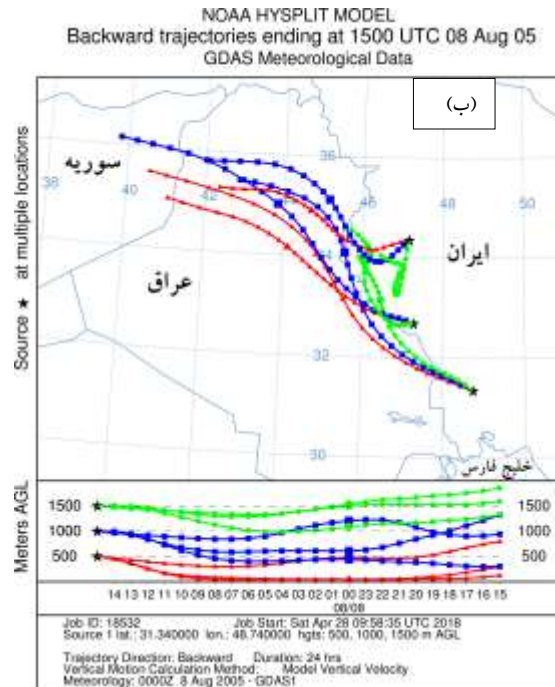 NOAA HYSPLIT MODEL
Backward trajectories ending at 1500 UTC 08 Aug 05
GDAS Meteorological Data
Source ★ at multiple locations
(ب)
38
40
42
36
46
48
50
34
32
30
سوریه
عراق
ایران
خلیج فارس
Meters AGL
1500
1000
500
1500
1000
500
14 13 12 11 10 09 08 07 06 05 04 03 02 01 00 23 22 21 20 19 18 17 16 15
08/08
Job ID: 18532 Job Start: Sat Apr 28 09:58:35 UTC 2018
Source 1 lat.: 31.340000 lon.: 48.740000 hgts: 500, 1000, 1500 m AGL
Trajectory Direction: Backward Duration: 24 hrs
Vertical Motion Calculation Method: Model Vertical Velocity
Meteorology: 0000Z 8 Aug 2005 - GDAS1